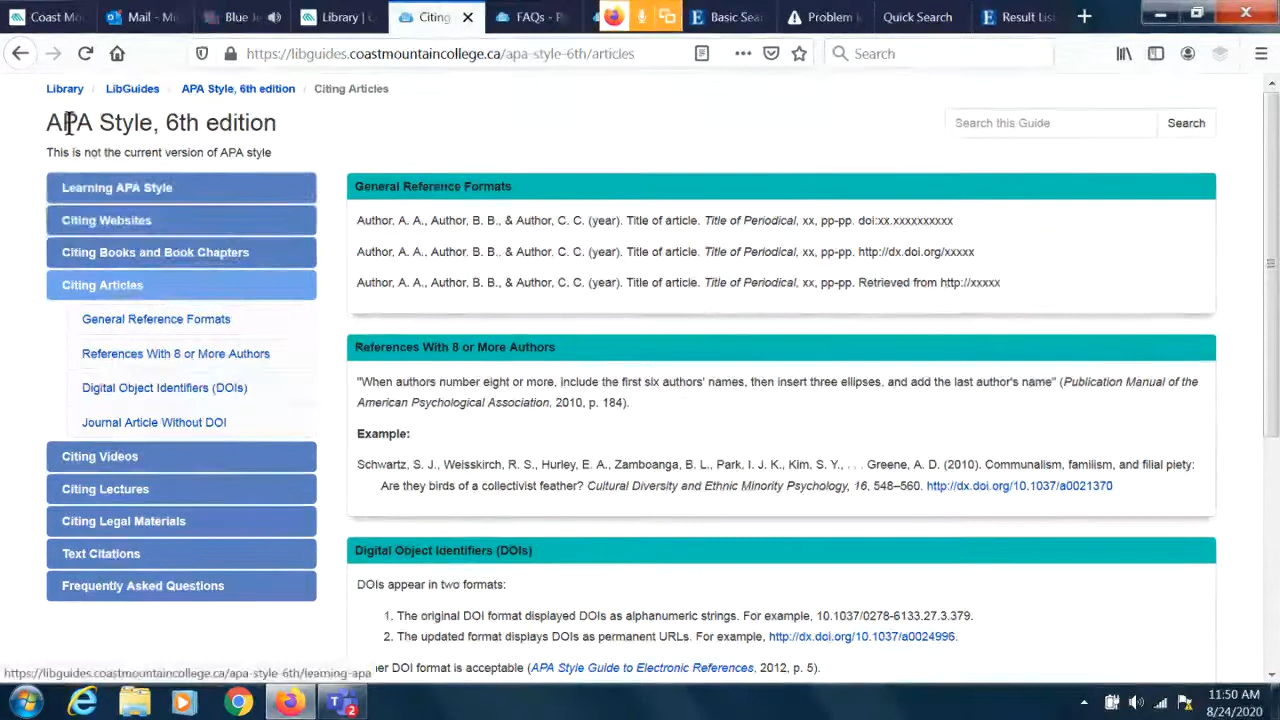 Coast Mo
Mail - M
Blue Je
Library | C
Citing
FAQs - P
Basic Sea
Problem
Quick Search
Result List
https://libguides.coastmountaincollege.ca/apa-style-6th/articles
Search
Library / LibGuides / APA Style, 6th edition / Citing Articles
APA Style, 6th edition
Search this Guide
Search
This is not the current version of APA style
Learning APA Style
Citing Websites
Citing Books and Book Chapters
Citing Articles
General Reference Formats
References With 8 or More Authors
Digital Object Identifiers (DOIs)
Journal Article Without DOI
Citing Videos
Citing Lectures
Citing Legal Materials
Text Citations
Frequently Asked Questions
General Reference Formats
Author, A. A., Author, B. B., & Author, C. C. (year). Title of article. Title of Periodical, xx, pp-pp. doi:xx.xxxxxxxxxx
Author, A. A., Author, B. B., & Author, C. C. (year). Title of article. Title of Periodical, xx, pp-pp. http://dx.doi.org/xxxxx
Author, A. A., Author, B. B., & Author, C. C. (year). Title of article. Title of Periodical, xx, pp-pp. Retrieved from http://xxxxx
References With 8 or More Authors
"When authors number eight or more, include the first six authors' names, then insert three ellipses, and add the last author's name" (Publication Manual of the
American Psychological Association, 2010, p. 184).
Example:
Schwartz, S. J., Weisskirch, R. S., Hurley, E. A., Zamboanga, B. L., Park, I. J. K., Kim, S. Y., . . . Greene, A. D. (2010). Communalism, familism, and filial piety:
Are they birds of a collectivist feather? Cultural Diversity and Ethnic Minority Psychology, 16, 548–560. http://dx.doi.org/10.1037/a0021370
Digital Object Identifiers (DOIs)
DOIs appear in two formats:
1. The original DOI format displayed DOIs as alphanumeric strings. For example, 10.1037/0278-6133.27.3.379.
2. The updated format displays DOIs as permanent URLs. For example, http://dx.doi.org/10.1037/a0024996.
her DOI format is acceptable (APA Style Guide to Electronic References, 2012, p. 5).
https://libguides.coastmountaincollege.ca/apa-style-6th/learning-apa
2
11:50 AM
8/24/2020